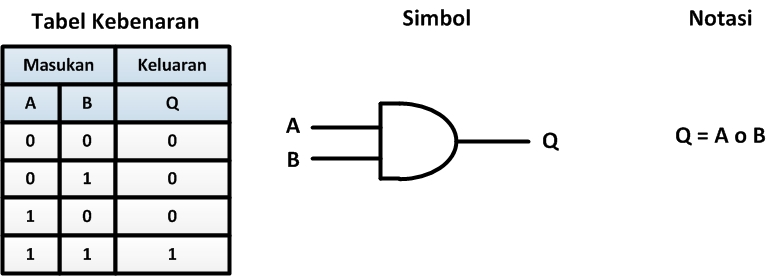 Tabel Kebenaran
Masukan Keluaran
A B Q
0 0 0
0 1 0
1 0 0
1 1 1
Simbol
A
B
Q
Notasi
Q = A o B